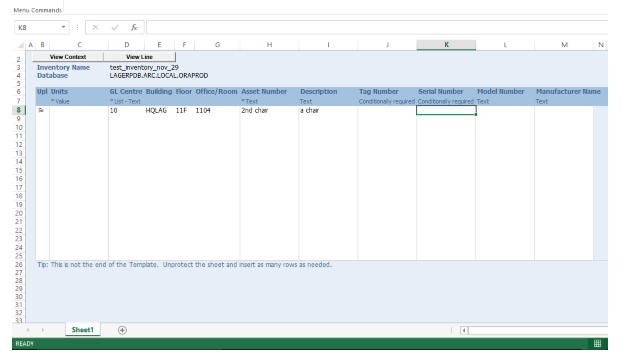 Menu Commands
K8 fx
A B C D E F G H I J K L M N
View Context View Line
Inventory Name test_inventory_nov_29
Database LAGERPDB.ARC.LOCAL.ORAPROD
Upl Units GL Centre Building Floor Office/Room Asset Number Description Tag Number Serial Number Model Number Manufacturer Name
* Value * List - Text * Text Text Conditionally required Conditionally required Text Text
10 HQLAG 11F 1104 2nd chair a chair
Tip: This is not the end of the Template. Unprotect the sheet and insert as many rows as needed.
2
3
4
5
6
7
8
9
10
11
12
13
14
15
16
17
18
19
20
21
22
23
24
25
26
27
28
29
30
31
32
33
Sheet1
READY